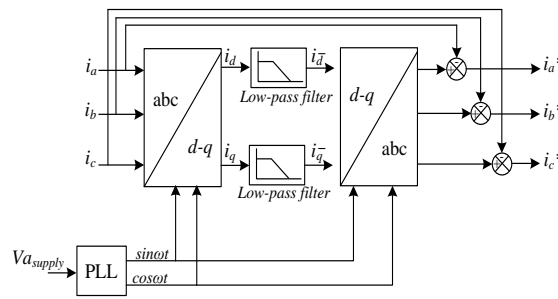 i_a
i_b
i_c
abc
d-q
i_d
i_q
Low-pass filter
Low-pass filter
i_d̄
i_q̄
d-q
abc
i_a*
i_b*
i_c*
Va_supply
PLL
sinωt
cosωt